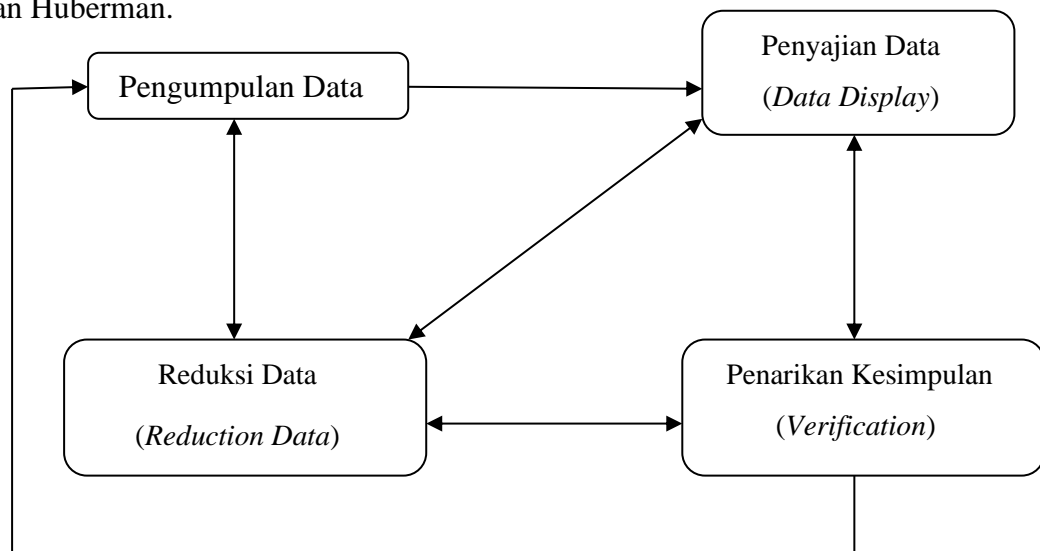 an Huberman.
Pengumpulan Data
Penyajian Data
(Data Display)
Reduksi Data
(Reduction Data)
Penarikan Kesimpulan
(Verification)